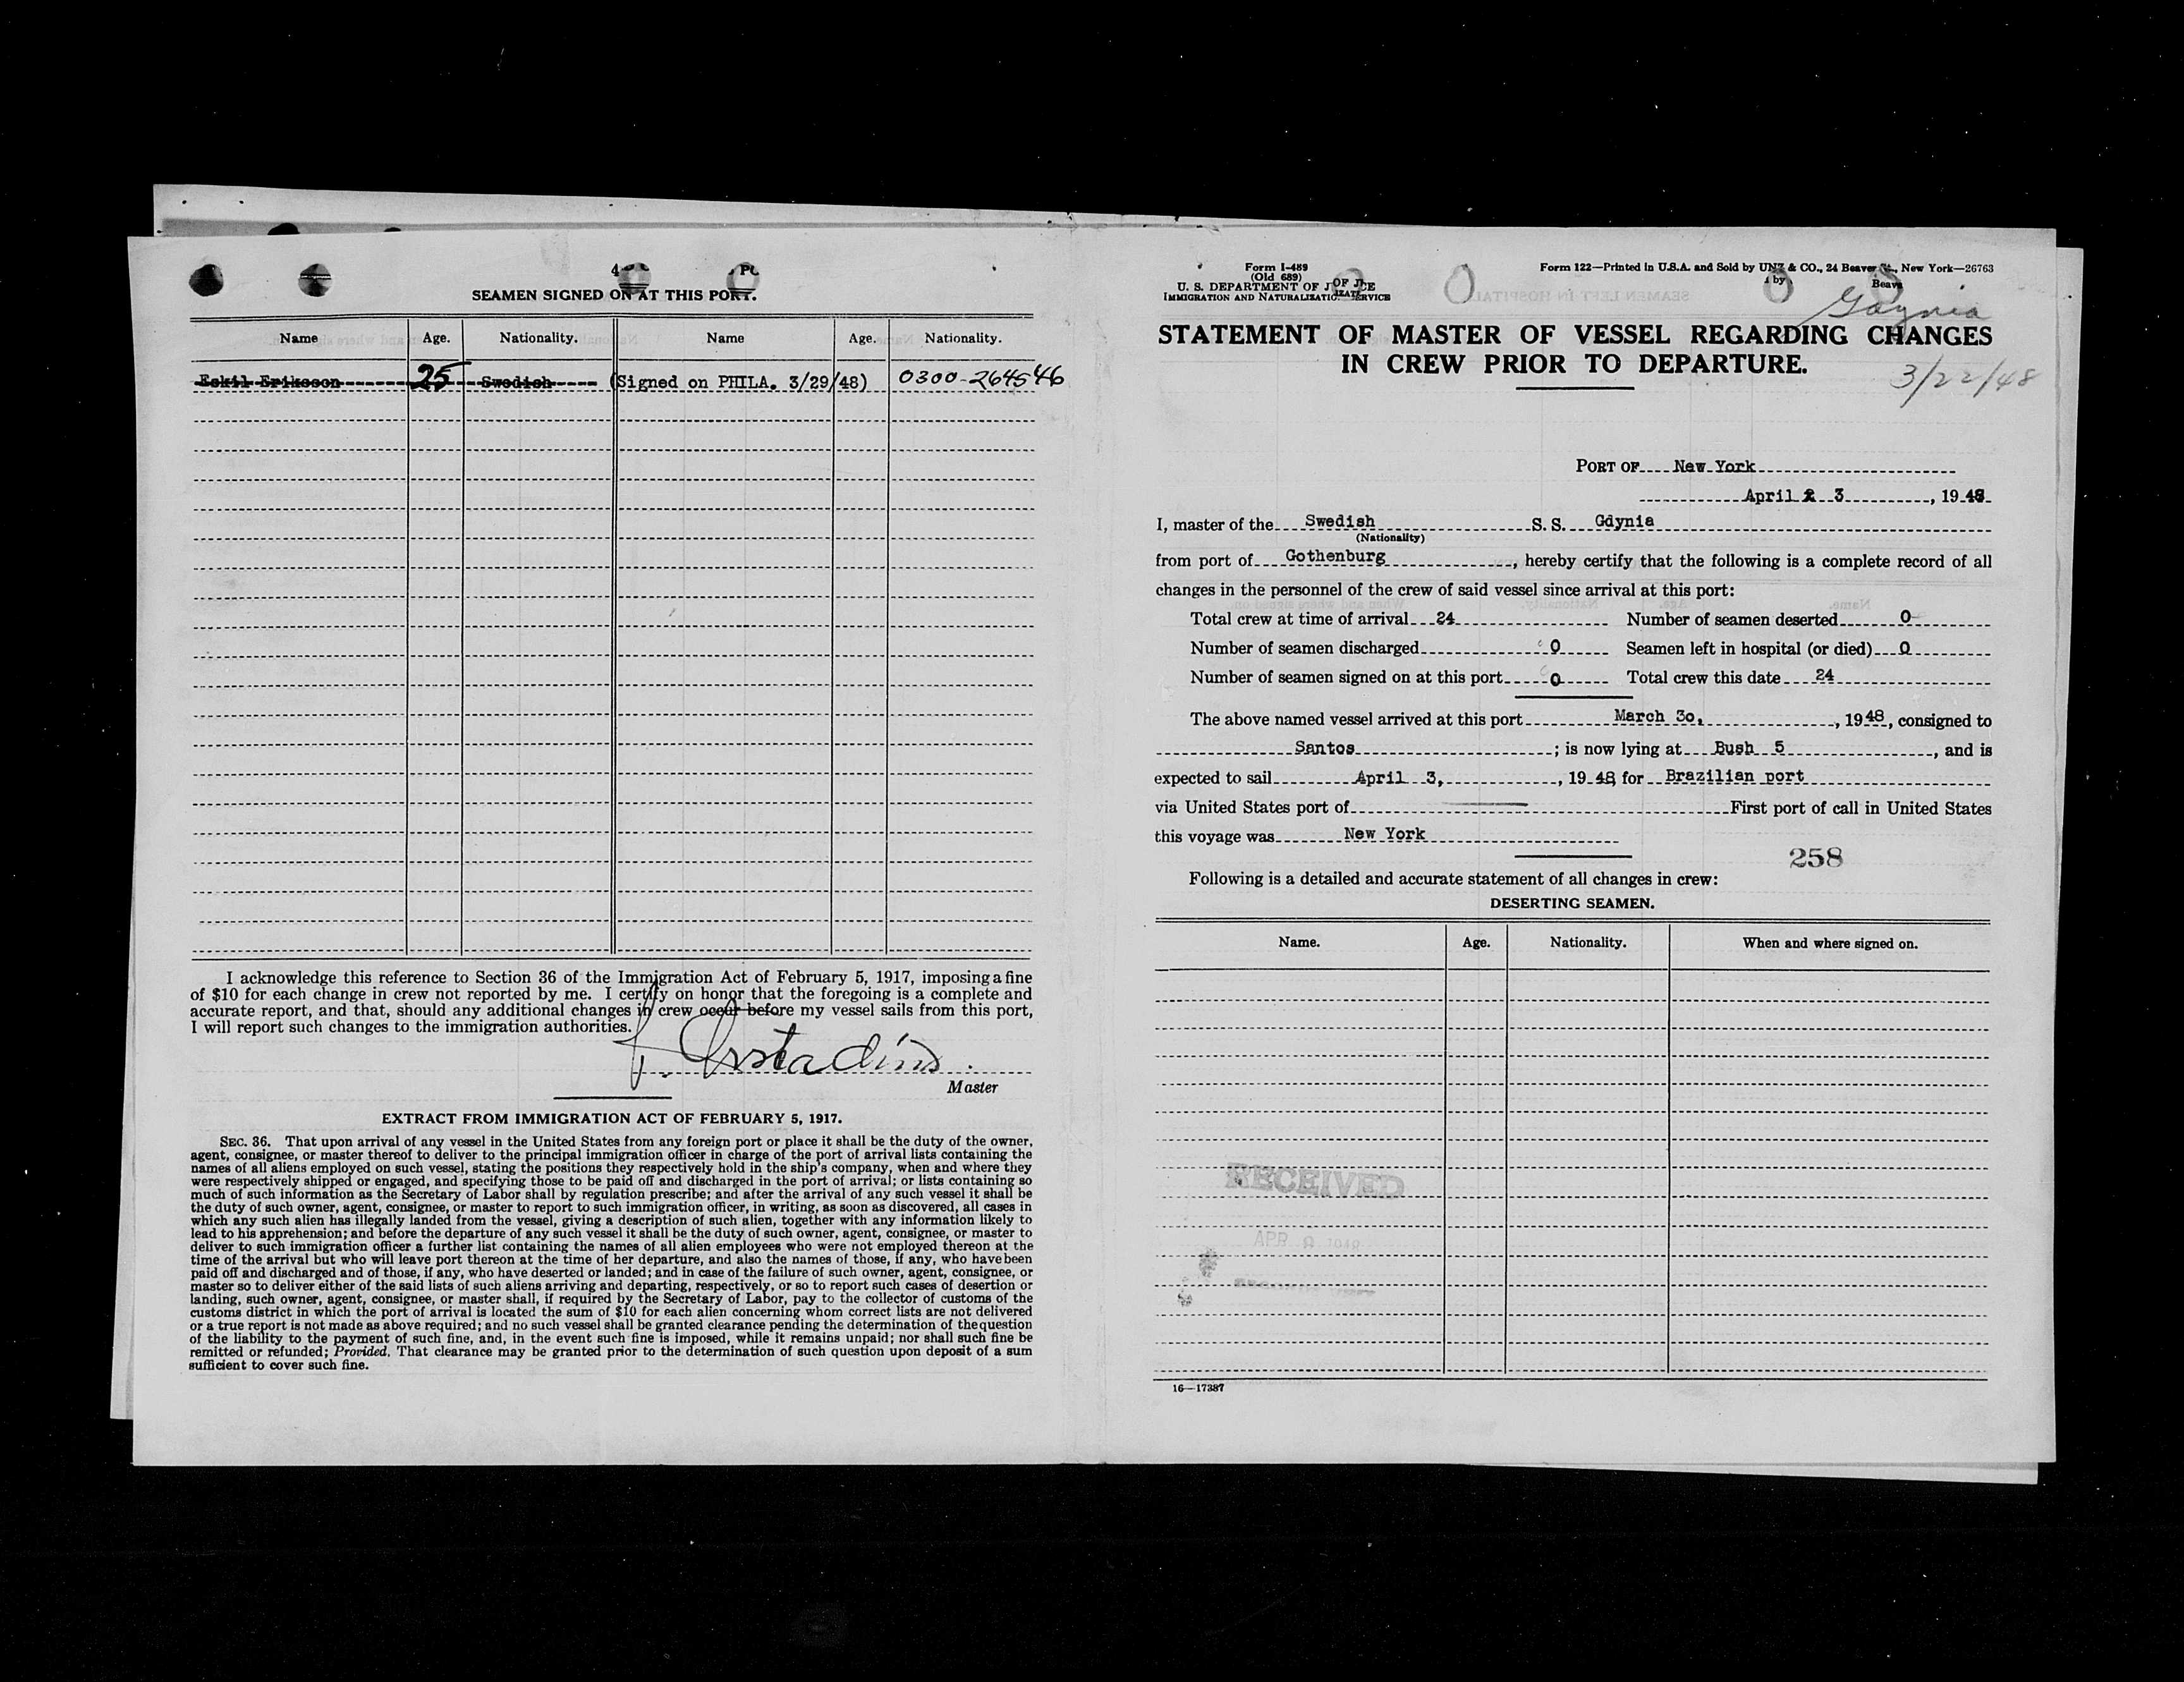 SEAMEN SIGNED ON AT THIS PORT.
Name Age. Nationality. Name Age. Nationality.
Eskil Eriksson 25 Swedish (Signed on PHILA. 3/29/48) 0300-264546
I acknowledge this reference to Section 36 of the Immigration Act of February 5, 1917, imposing a fine
of $10 for each change in crew not reported by me. I certify on honor that the foregoing is a complete and
accurate report, and that, should any additional changes in crew occur before my vessel sails from this port,
I will report such changes to the immigration authorities.
Master
EXTRACT FROM IMMIGRATION ACT OF FEBRUARY 5, 1917.
SEC. 36. That upon arrival of any vessel in the United States from any foreign port or place it shall be the duty of the owner,
agent, consignee, or master thereof to deliver to the principal immigration officer in charge of the port of arrival lists containing the
names of all aliens employed on such vessel, stating the positions they respectively hold in the ship's company, when and where they
were respectively shipped or engaged, and specifying those to be paid off and discharged in the port of arrival; or lists containing so
much of such information as the Secretary of Labor shall by regulation prescribe; and after the arrival of any such vessel it shall be
the duty of such owner, agent, consignee, or master to report to such immigration officer, in writing, as soon as discovered, all cases in
which any such alien has illegally landed from the vessel, giving a description of such alien, together with any information likely to
lead to his apprehension; and before the departure of any such vessel it shall be the duty of such owner, agent, consignee, or master to
deliver to such immigration officer a further list containing the names of all alien employees who were not employed thereon at the
time of the arrival but who will leave port thereon at the time of her departure, and also the names of those, if any, who have been
paid off and discharged and of those, if any, who have deserted or landed; and in case of the failure of such owner, agent, consignee, or
master so to deliver either of the said lists of such aliens arriving and departing, respectively, or so to report such cases of desertion or
landing, such owner, agent, consignee, or master shall, if required by the Secretary of Labor, pay to the collector of customs of the
customs district in which the port of arrival is located the sum of $10 for each alien concerning whom correct lists are not delivered
or a true report is not made as above required; and no such vessel shall be granted clearance pending the determination of the question
of the liability to the payment of such fine, and, in the event such fine is imposed, while it remains unpaid; nor shall such fine be
remitted or refunded; Provided, That clearance may be granted prior to the determination of such question upon deposit of a sum
sufficient to cover such fine.
Form I-489
(Old 689)
U. S. DEPARTMENT OF JUSTICE
IMMIGRATION AND NATURALIZATION SERVICE
Form 122—Printed in U.S.A. and Sold by UNZ & CO., 24 Beaver St., New York—26763
Gdynia
STATEMENT OF MASTER OF VESSEL REGARDING CHANGES
IN CREW PRIOR TO DEPARTURE.
3/22/48
PORT OF New York
April 3, 1948
I, master of the Swedish S. S. Gdynia
(Nationality)
from port of Gothenburg, hereby certify that the following is a complete record of all
changes in the personnel of the crew of said vessel since arrival at this port:
Total crew at time of arrival 24 Number of seamen deserted 0
Number of seamen discharged 0 Seamen left in hospital (or died) 0
Number of seamen signed on at this port 0 Total crew this date 24
The above named vessel arrived at this port March 30, 1948, consigned to
Santos; is now lying at Bush 5, and is
expected to sail April 3, 1948 for Brazilian port
via United States port of First port of call in United States
this voyage was New York
258
Following is a detailed and accurate statement of all changes in crew:
DESERTING SEAMEN.
Name. Age. Nationality. When and where signed on.
RECEIVED
APR
16—17387